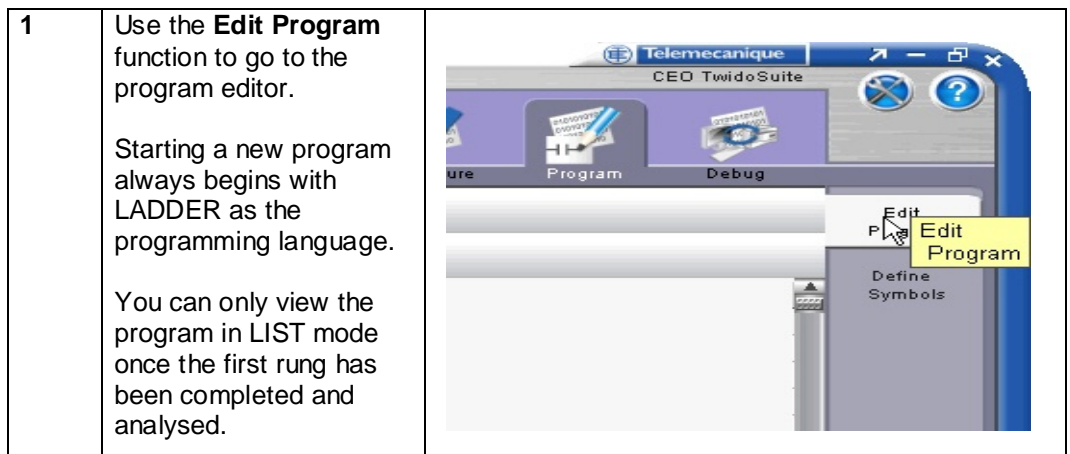 1
Use the Edit Program
function to go to the
program editor.
Starting a new program
always begins with
LADDER as the
programming language.
You can only view the
program in LIST mode
once the first rung has
been completed and
analysed.
Telemecanique
CEO TwidoSuite
ure
Program
Debug
Edit
Edit
Program
Define
Symbols